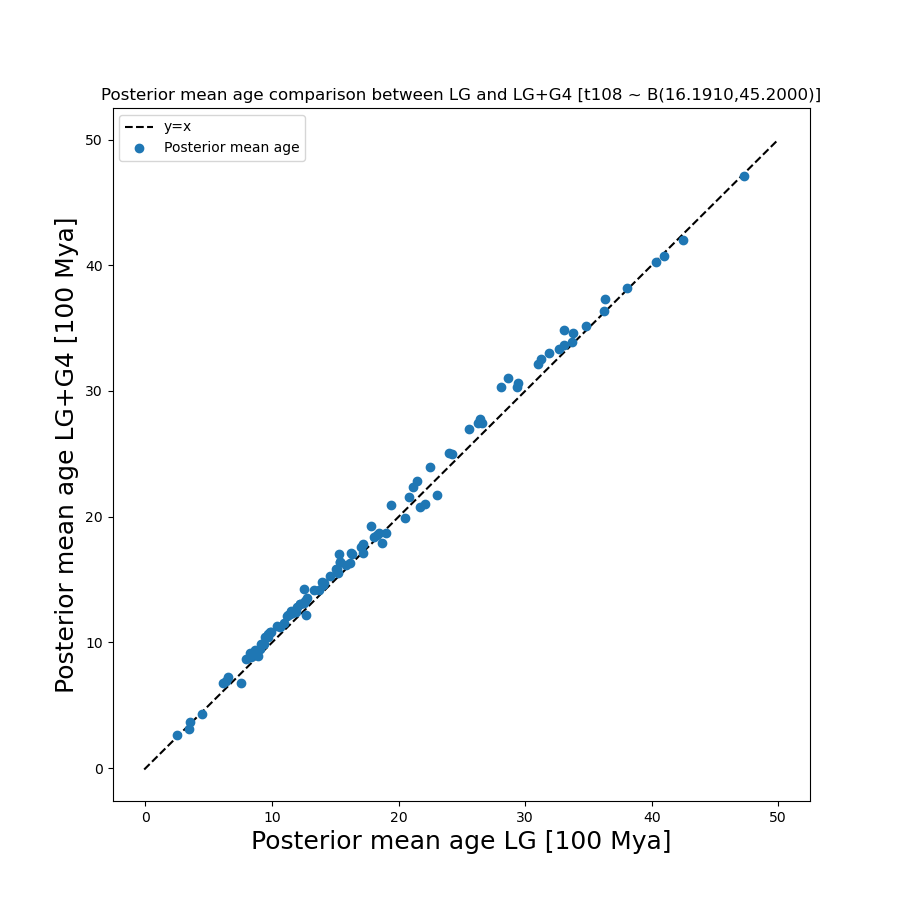 Posterior mean age comparison between LG and LG+G4 [t108 ~ B(16.1910,45.2000)]
y=x
Posterior mean age
50
40
30
20
10
0
Posterior mean age LG+G4 [100 Mya]
0 10 20 30 40 50
Posterior mean age LG [100 Mya]